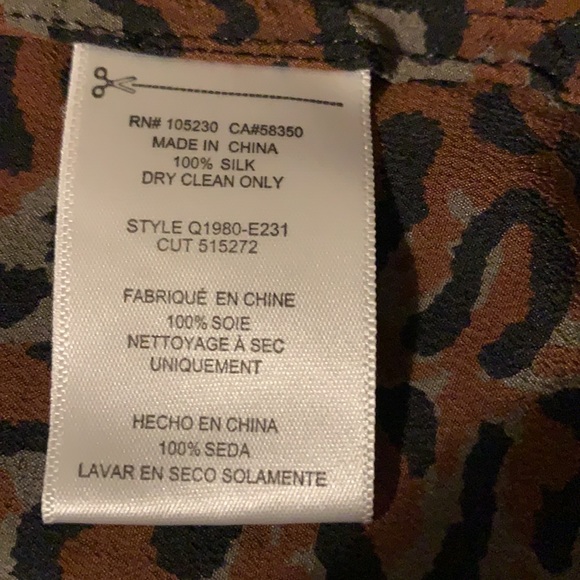 RN# 105230 CA#58350
MADE IN CHINA
100% SILK
DRY CLEAN ONLY
STYLE Q1980-E231
CUT 515272
FABRIQUÉ EN CHINE
100% SOIE
NETTOYAGE À SEC
UNIQUEMENT
HECHO EN CHINA
100% SEDA
LAVAR EN SECO SOLAMENTE